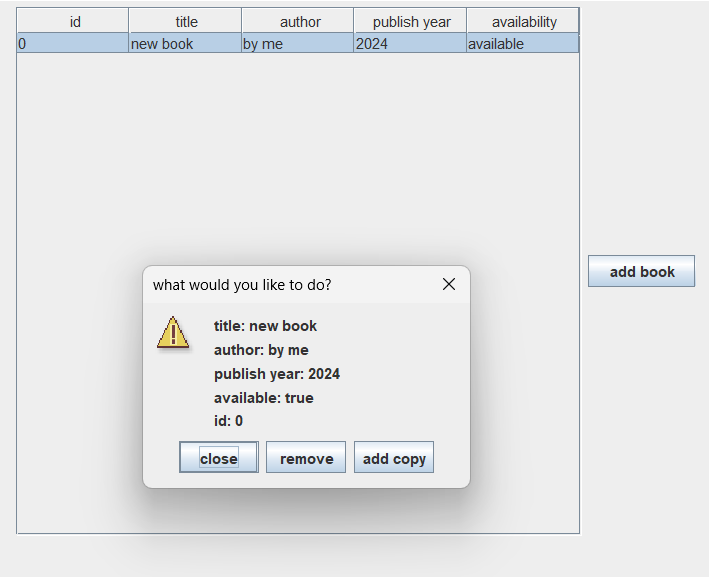 id title author publish year availability
0 new book by me 2024 available
add book
what would you like to do?
title: new book
author: by me
publish year: 2024
available: true
id: 0
close remove add copy